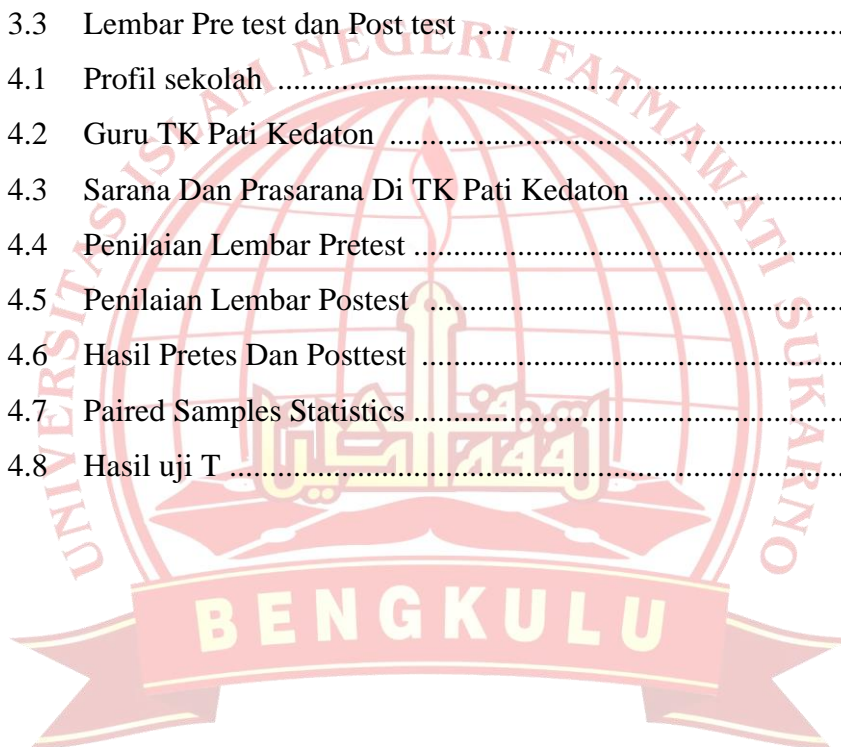 3.3 Lembar Pre test dan Post test ................................................
4.1 Profil sekolah ................................................
4.2 Guru TK Pati Kedaton ................................................
4.3 Sarana Dan Prasarana Di TK Pati Kedaton ................................................
4.4 Penilaian Lembar Pretest ................................................
4.5 Penilaian Lembar Postest ................................................
4.6 Hasil Pretes Dan Posttest ................................................
4.7 Paired Samples Statistics ................................................
4.8 Hasil uji T ................................................
UNIVERSITAS ISLAM NEGERI FATMAWATI SUKARNO
BENGKULU